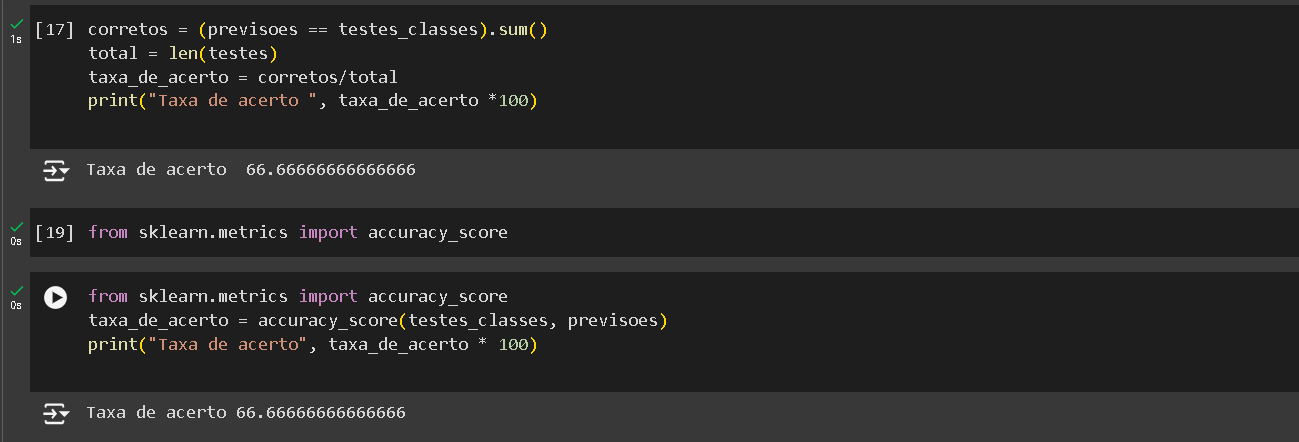 [17] corretos = (previsoes == testes_classes).sum()
1s
total = len(testes)
taxa_de_acerto = corretos/total
print("Taxa de acerto ", taxa_de_acerto *100)
Taxa de acerto  66.66666666666666
[19] from sklearn.metrics import accuracy_score
0s
from sklearn.metrics import accuracy_score
0s
taxa_de_acerto = accuracy_score(testes_classes, previsoes)
print("Taxa de acerto", taxa_de_acerto * 100)
Taxa de acerto 66.66666666666666